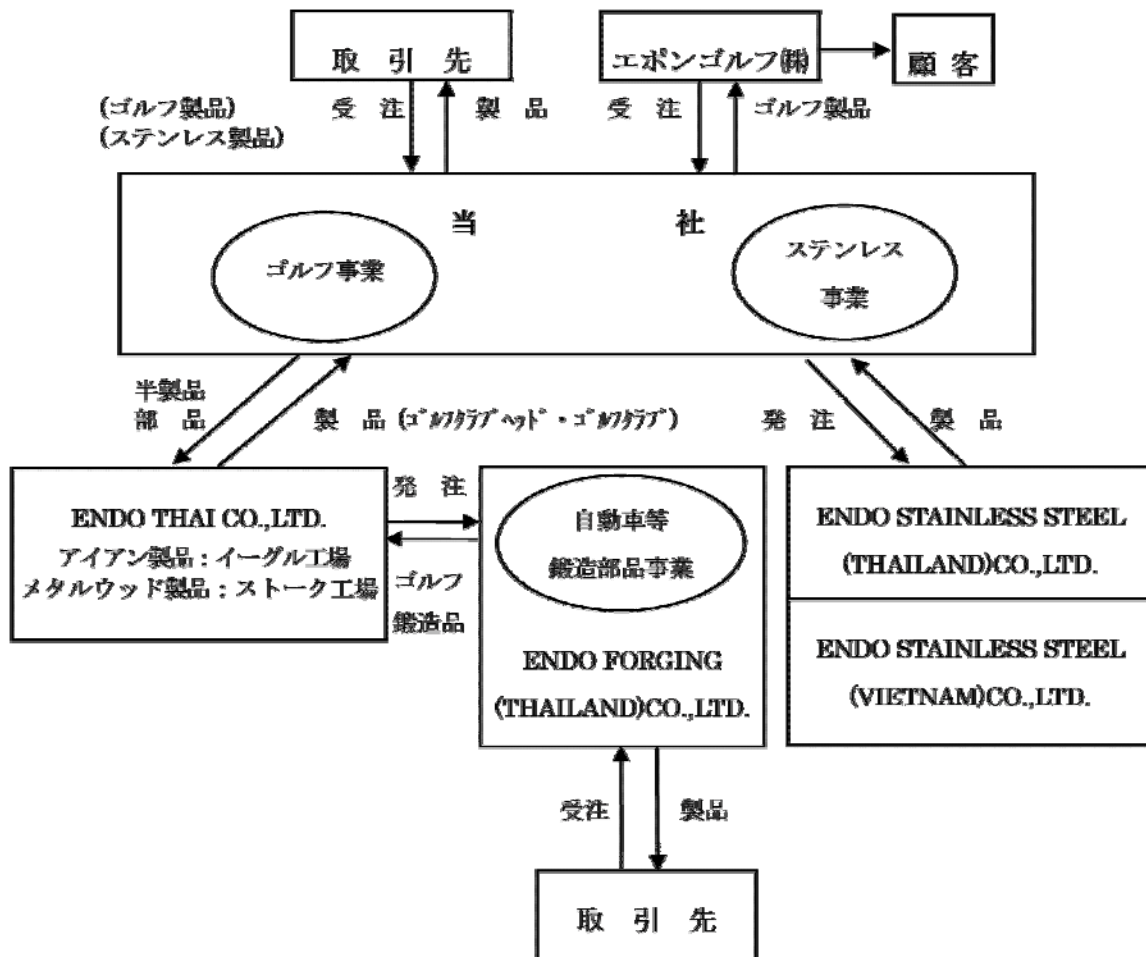 取 引 先
エポンゴルフ㈱
顧 客
(ゴルフ製品)
(ステンレス製品)
受 注
製 品
受 注
ゴルフ製品
当 社
ゴルフ事業
ステンレス
事業
半製品
部 品
製 品 (ｺﾞﾙﾌｸﾗﾌﾞﾍｯﾄﾞ・ｺﾞﾙﾌｸﾗﾌﾞ)
発 注
製 品
ENDO THAI CO.,LTD.
アイアン製品：イーグル工場
メタルウッド製品：ストーク工場
発 注
ゴルフ
鍛造品
自動車等
鍛造部品事業
ENDO FORGING
(THAILAND)CO.,LTD.
ENDO STAINLESS STEEL
(THAILAND)CO.,LTD.
ENDO STAINLESS STEEL
(VIETNAM)CO.,LTD.
受注
製品
取 引 先